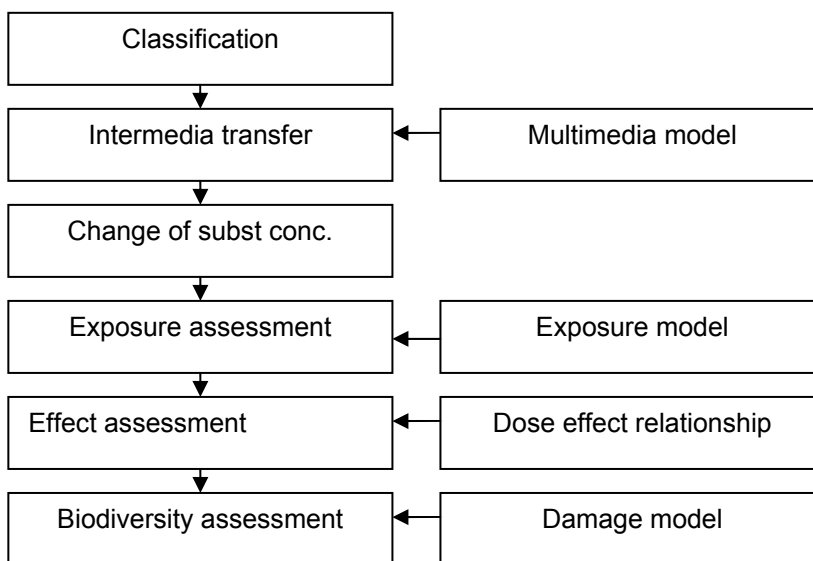 Classification
Intermedia transfer
Multimedia model
Change of subst conc.
Exposure assessment
Exposure model
Effect assessment
Dose effect relationship
Biodiversity assessment
Damage model